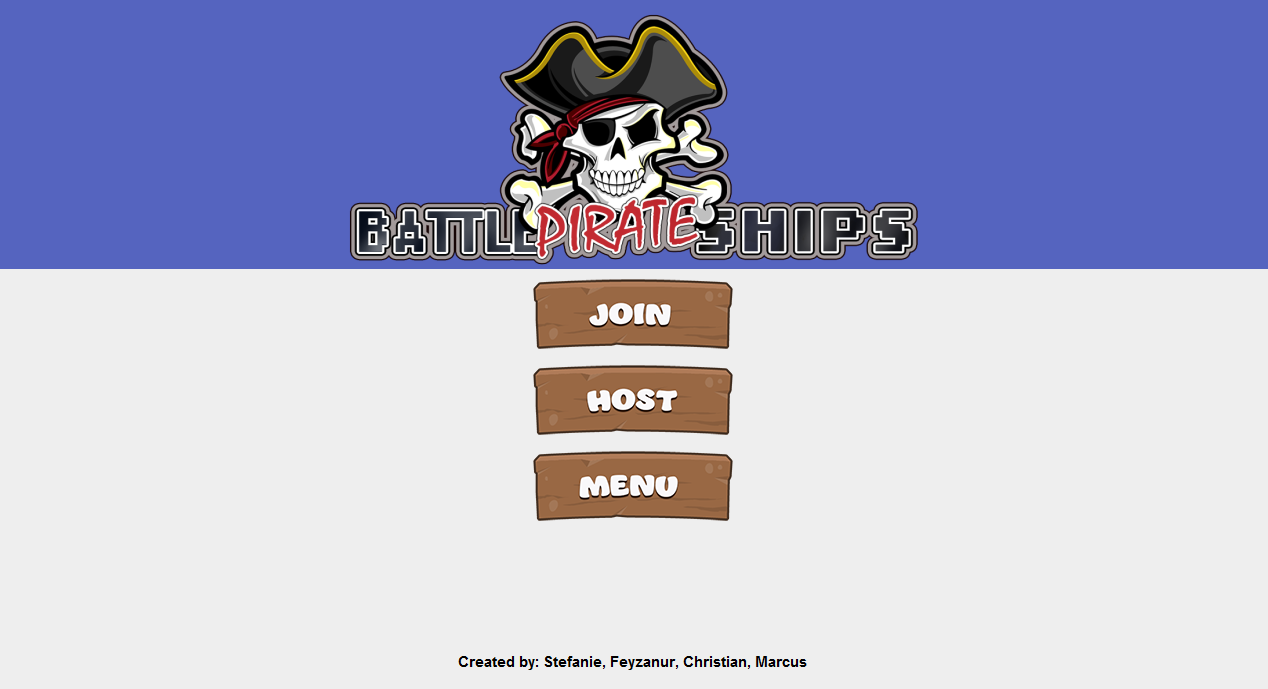 BATTLE PIRATE SHIPS
JOIN
HOST
MENU
Created by: Stefanie, Feyzanur, Christian, Marcus